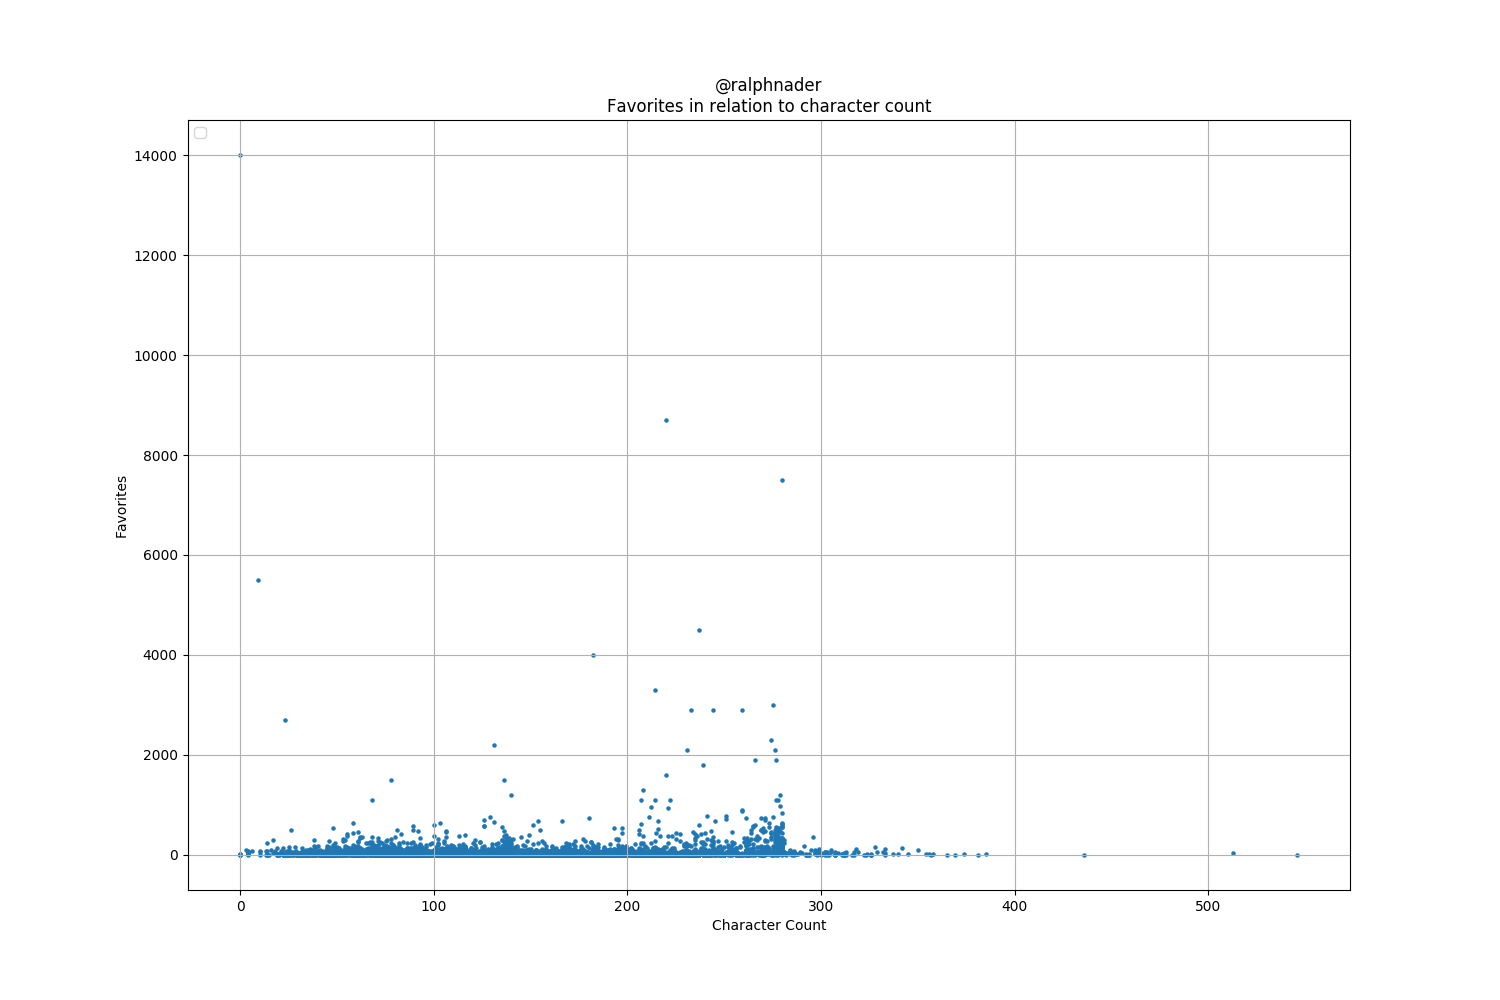 @ralphnader
Favorites in relation to character count
14000
12000
10000
8000
6000
4000
2000
0
Favorites
0 100 200 300 400 500
Character Count